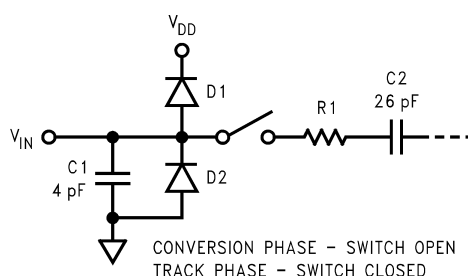 VDD
D1
C2
26 pF
R1
VIN
C1
4 pF
D2
CONVERSION PHASE – SWITCH OPEN
TRACK PHASE – SWITCH CLOSED